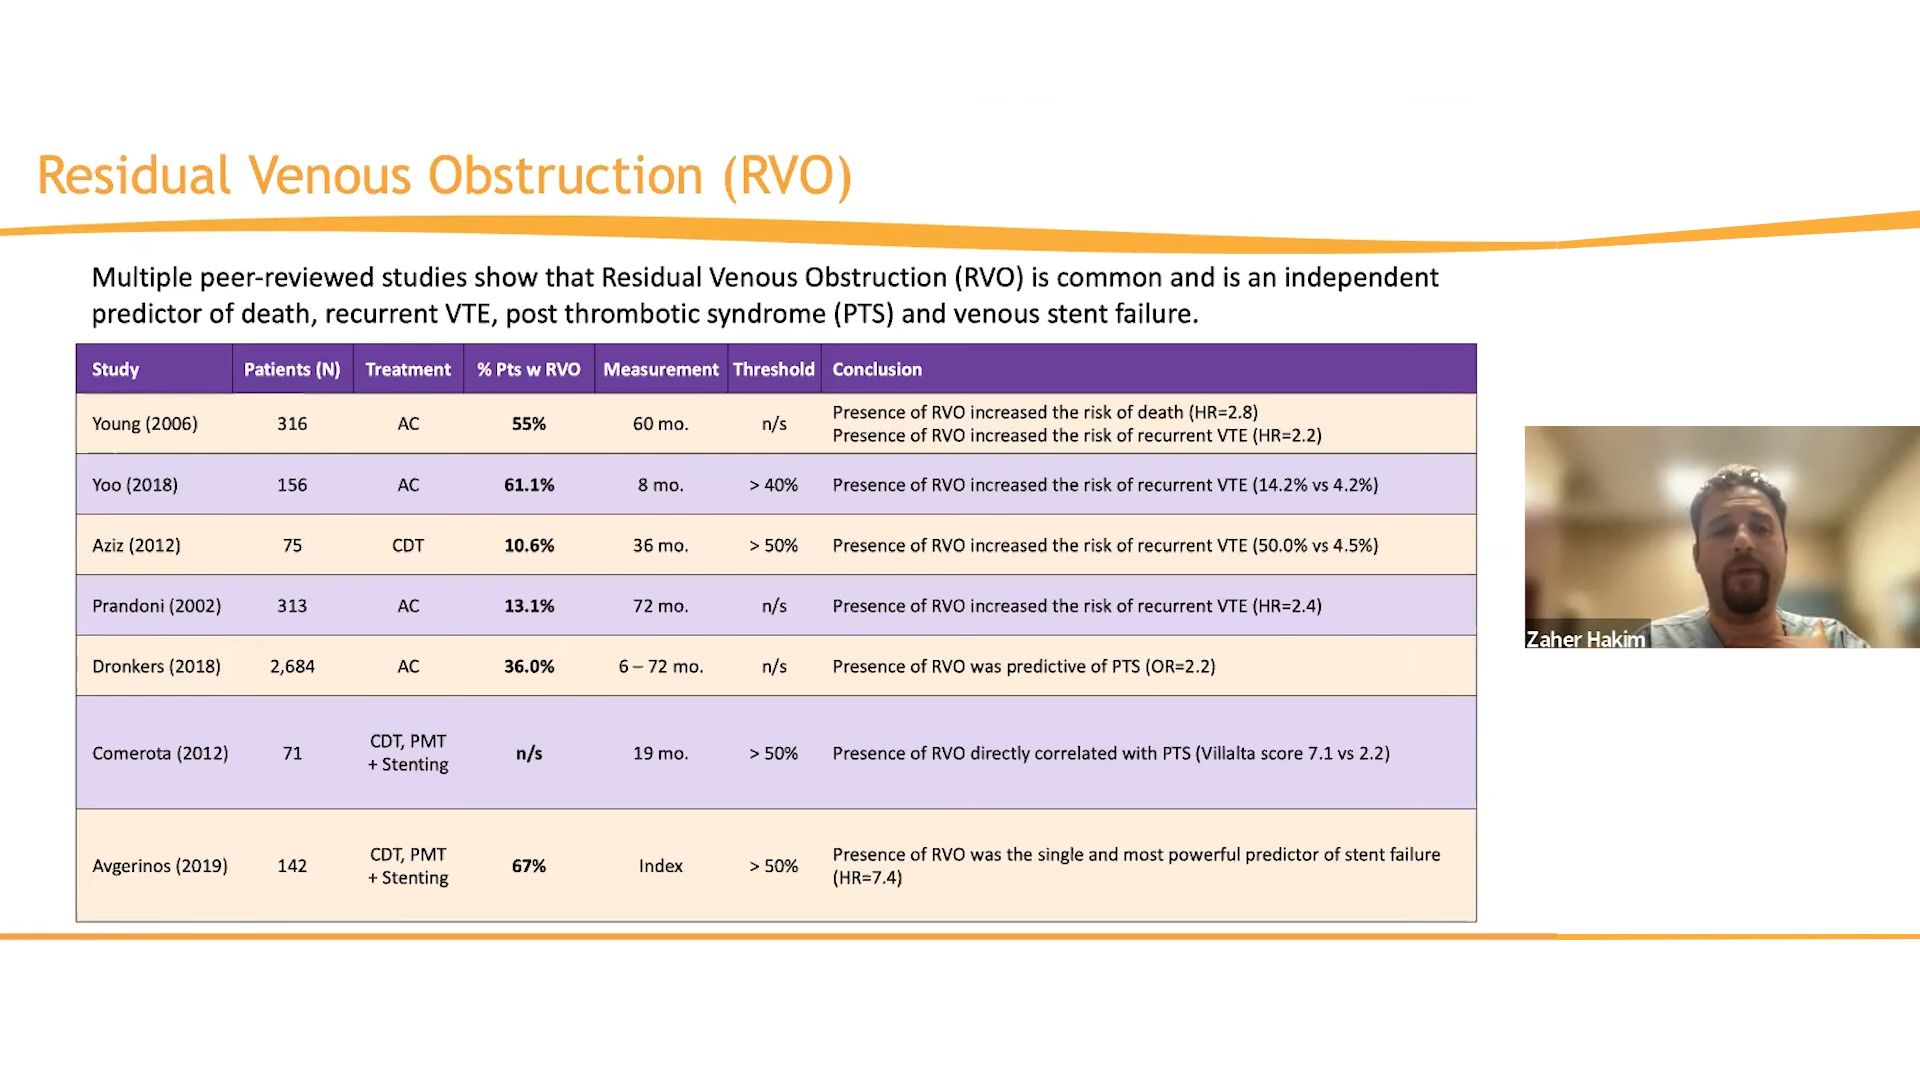 Residual Venous Obstruction (RVO)
Multiple peer-reviewed studies show that Residual Venous Obstruction (RVO) is common and is an independent
predictor of death, recurrent VTE, post thrombotic syndrome (PTS) and venous stent failure.
Study Patients (N) Treatment % Pts w RVO Measurement Threshold Conclusion
Young (2006) 316 AC 55% 60 mo. n/s Presence of RVO increased the risk of death (HR=2.8)
Presence of RVO increased the risk of recurrent VTE (HR=2.2)
Yoo (2018) 156 AC 61.1% 8 mo. > 40% Presence of RVO increased the risk of recurrent VTE (14.2% vs 4.2%)
Aziz (2012) 75 CDT 10.6% 36 mo. > 50% Presence of RVO increased the risk of recurrent VTE (50.0% vs 4.5%)
Prandoni (2002) 313 AC 13.1% 72 mo. n/s Presence of RVO increased the risk of recurrent VTE (HR=2.4)
Dronkers (2018) 2,684 AC 36.0% 6 – 72 mo. n/s Presence of RVO was predictive of PTS (OR=2.2)
Comerota (2012) 71 CDT, PMT
+ Stenting n/s 19 mo. > 50% Presence of RVO directly correlated with PTS (Villalta score 7.1 vs 2.2)
Avgerinos (2019) 142 CDT, PMT
+ Stenting 67% Index > 50% Presence of RVO was the single and most powerful predictor of stent failure
(HR=7.4)
Zaher Hakim